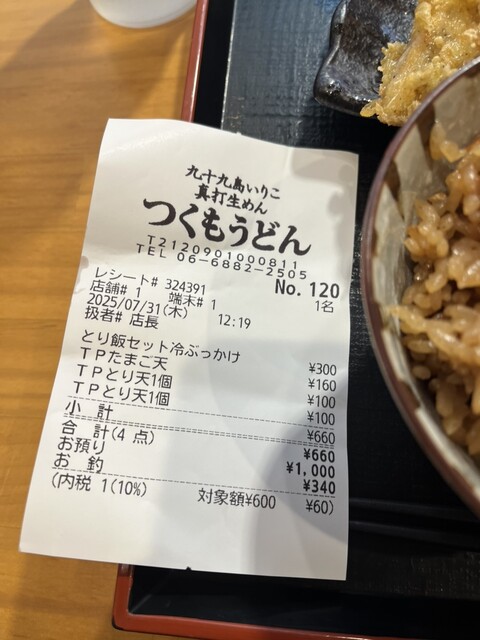 九十九島いりこ
真打生めん
つくもうどん
T2120901000811
TEL 06-6882-2505
No. 120
レシート# 324391
店舗# 1 端末# 1 1名
2025/07/31(木) 12:19
扱者# 店長
とり飯セット冷ぶっかけ ¥300
TPたまご天 ¥160
TPとり天1個 ¥100
TPとり天1個 ¥100
小 計 ¥660
合 計(4 点) ¥660
お預り ¥1,000
お 釣 ¥340
(内税 1(10%) 対象額¥600 ¥60)